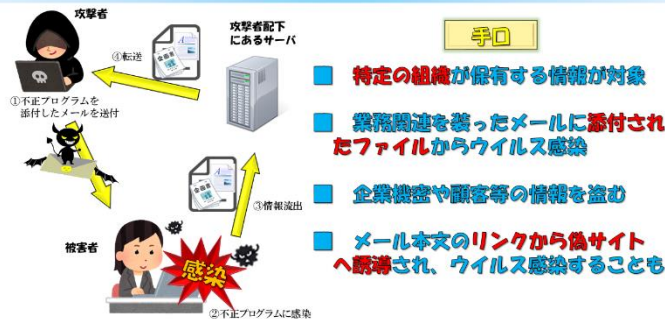 攻撃者
攻撃者配下
にあるサーバ
④転送
①不正プログラムを
添付したメールを送付
③情報流出
被害者
感染
②不正プログラムに感染
手口
■ 特定の組織が保有する情報が対象
■ 業務関連を装ったメールに添付され
たファイルからウイルス感染
■ 企業機密や顧客等の情報を盗む
■ メール本文のリンクから偽サイト
へ誘導され、ウイルス感染することも